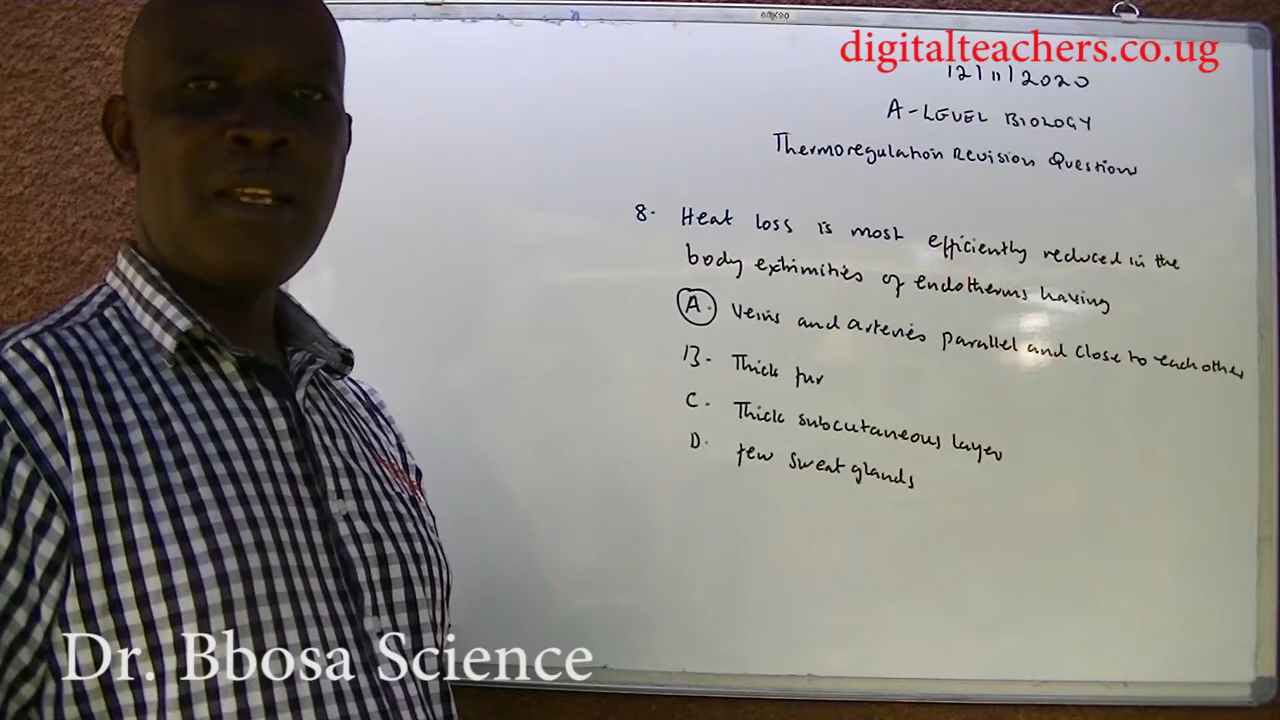 digitalteachers.co.ug
12/11/2020
A-LEVEL BIOLOGY
Thermoregulation Revision Questions
8. Heat loss is most efficiently reduced in the
body extrimities of endotherms having
A. Veins and arteries parallel and close to each other
B. Thick fur
C. Thick subcutaneous layer
D. few sweat glands
Dr. Bbosa Science